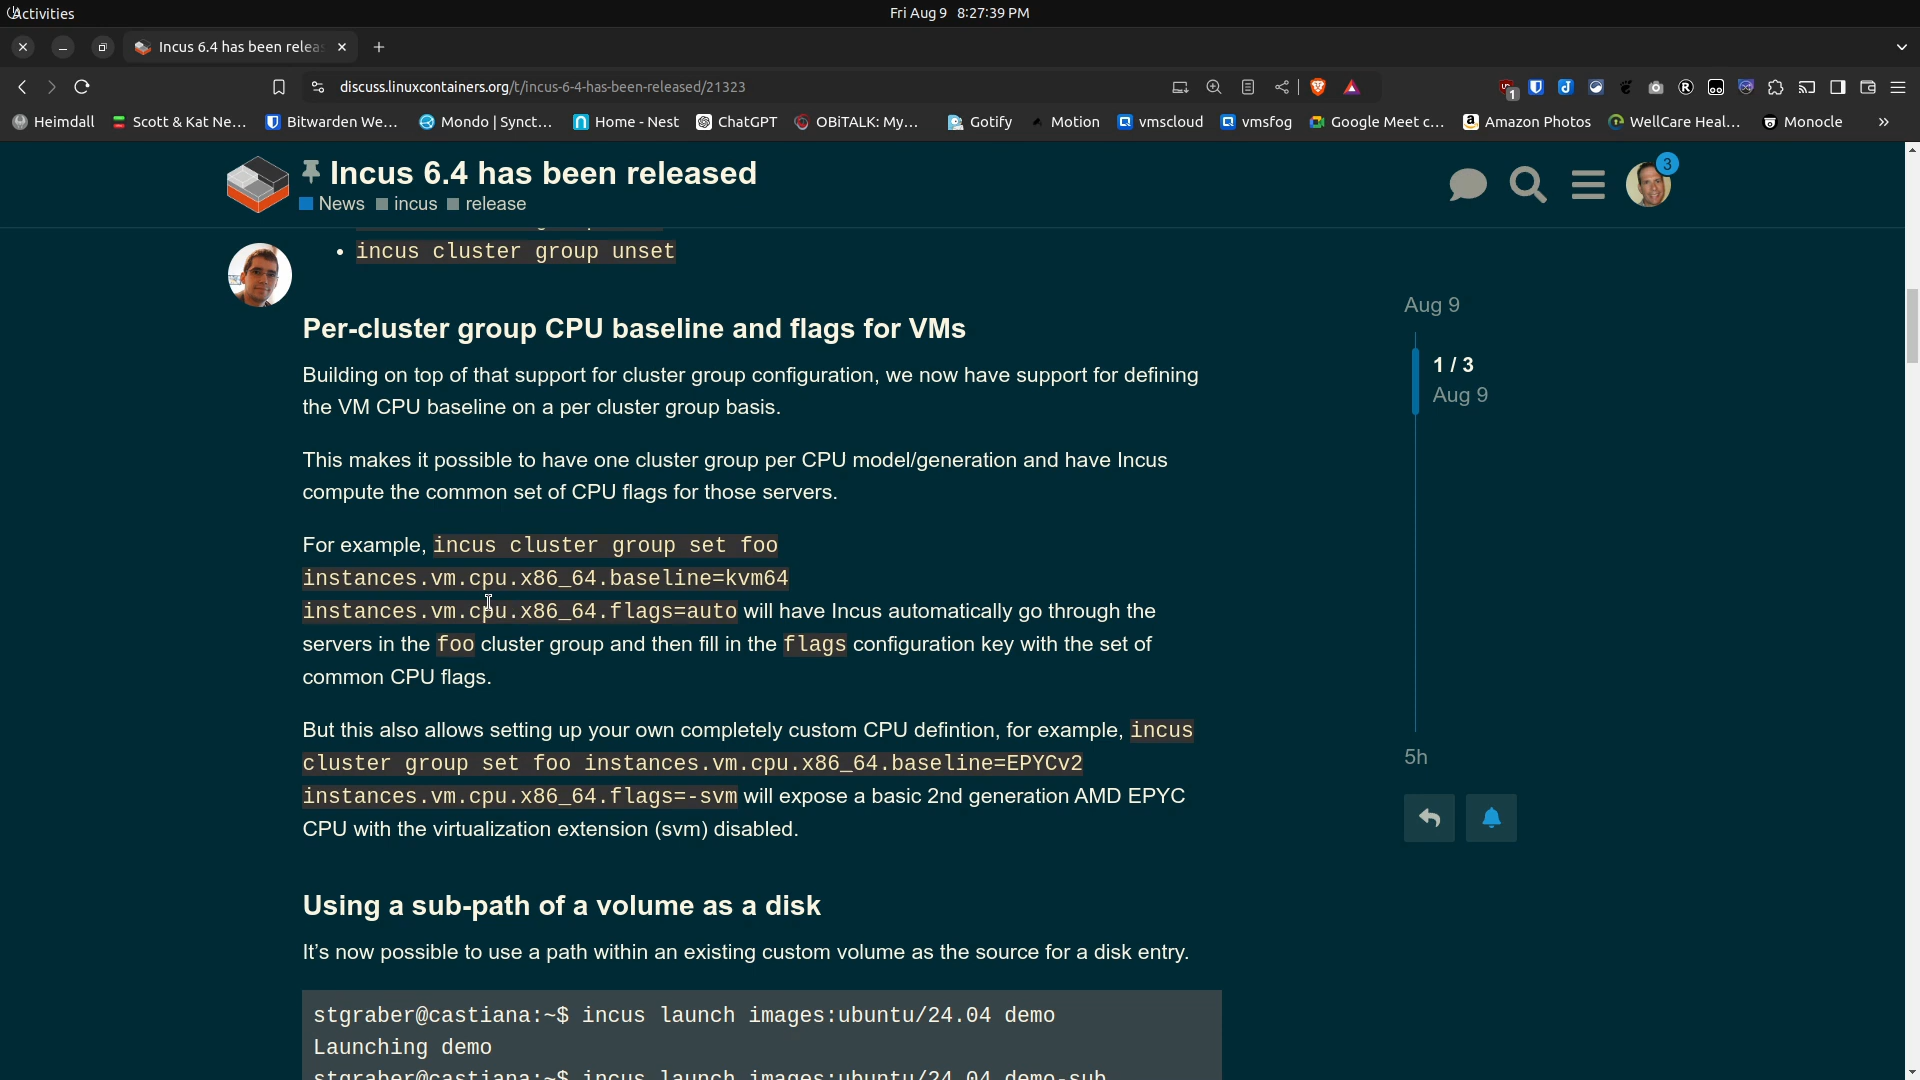 Activities
Fri Aug 9 8:27:39 PM
Incus 6.4 has been relea
discuss.linuxcontainers.org/t/incus-6-4-has-been-released/21323
1
Heimdall
Scott & Kat Ne...
Bitwarden We...
Mondo | Synct...
Home - Nest
ChatGPT
OBiTALK: My...
Gotify
Motion
vmscloud
vmsfog
Google Meet c...
Amazon Photos
WellCare Heal...
Monocle
Incus 6.4 has been released
News incus release
3
• incus cluster group unset
Per-cluster group CPU baseline and flags for VMs
Building on top of that support for cluster group configuration, we now have support for defining
the VM CPU baseline on a per cluster group basis.
This makes it possible to have one cluster group per CPU model/generation and have Incus
compute the common set of CPU flags for those servers.
For example, incus cluster group set foo
instances.vm.cpu.x86_64.baseline=kvm64
instances.vm.cpu.x86_64.flags=auto will have Incus automatically go through the
servers in the foo cluster group and then fill in the flags configuration key with the set of
common CPU flags.
But this also allows setting up your own completely custom CPU defintion, for example, incus
cluster group set foo instances.vm.cpu.x86_64.baseline=EPYCv2
instances.vm.cpu.x86_64.flags=-svm will expose a basic 2nd generation AMD EPYC
CPU with the virtualization extension (svm) disabled.
Using a sub-path of a volume as a disk
It's now possible to use a path within an existing custom volume as the source for a disk entry.
stgraber@castiana:~$ incus launch images:ubuntu/24.04 demo
Launching demo
stgraber@castiana:~$ incus launch images:ubuntu/24.04 demo-sub
Aug 9
1 / 3
Aug 9
5h